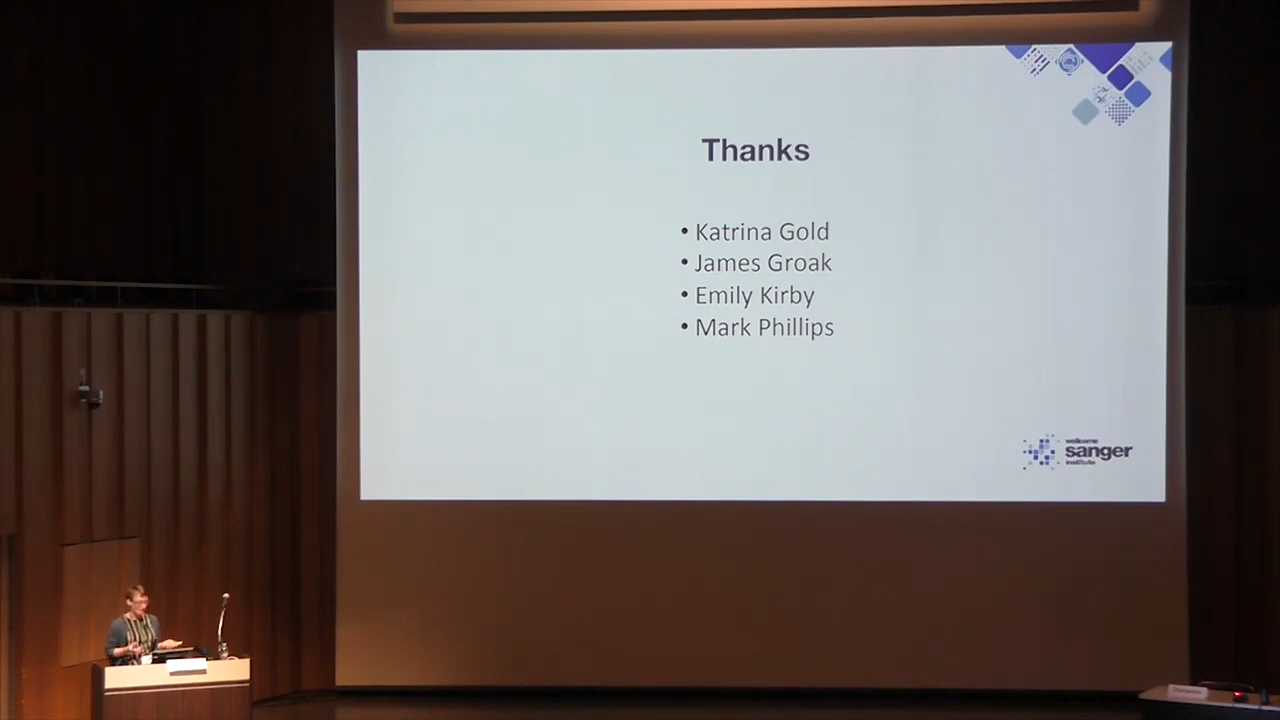 Thanks
• Katrina Gold
• James Groak
• Emily Kirby
• Mark Phillips
wellcome
sanger
institute